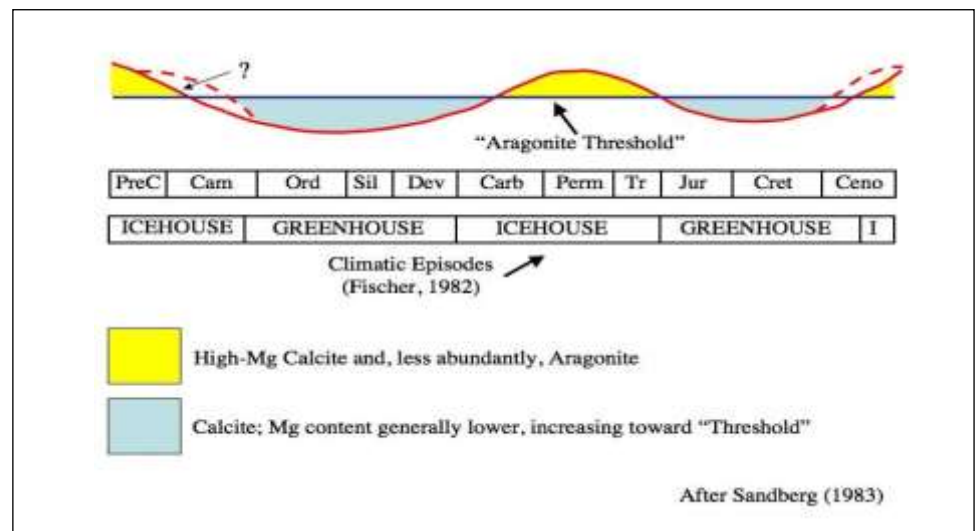 ?
“Aragonite Threshold”
PreC Cam Ord Sil Dev Carb Perm Tr Jur Cret Ceno
ICEHOUSE GREENHOUSE ICEHOUSE GREENHOUSE I
Climatic Episodes
(Fischer, 1982)
High-Mg Calcite and, less abundantly, Aragonite
Calcite; Mg content generally lower, increasing toward “Threshold”
After Sandberg (1983)